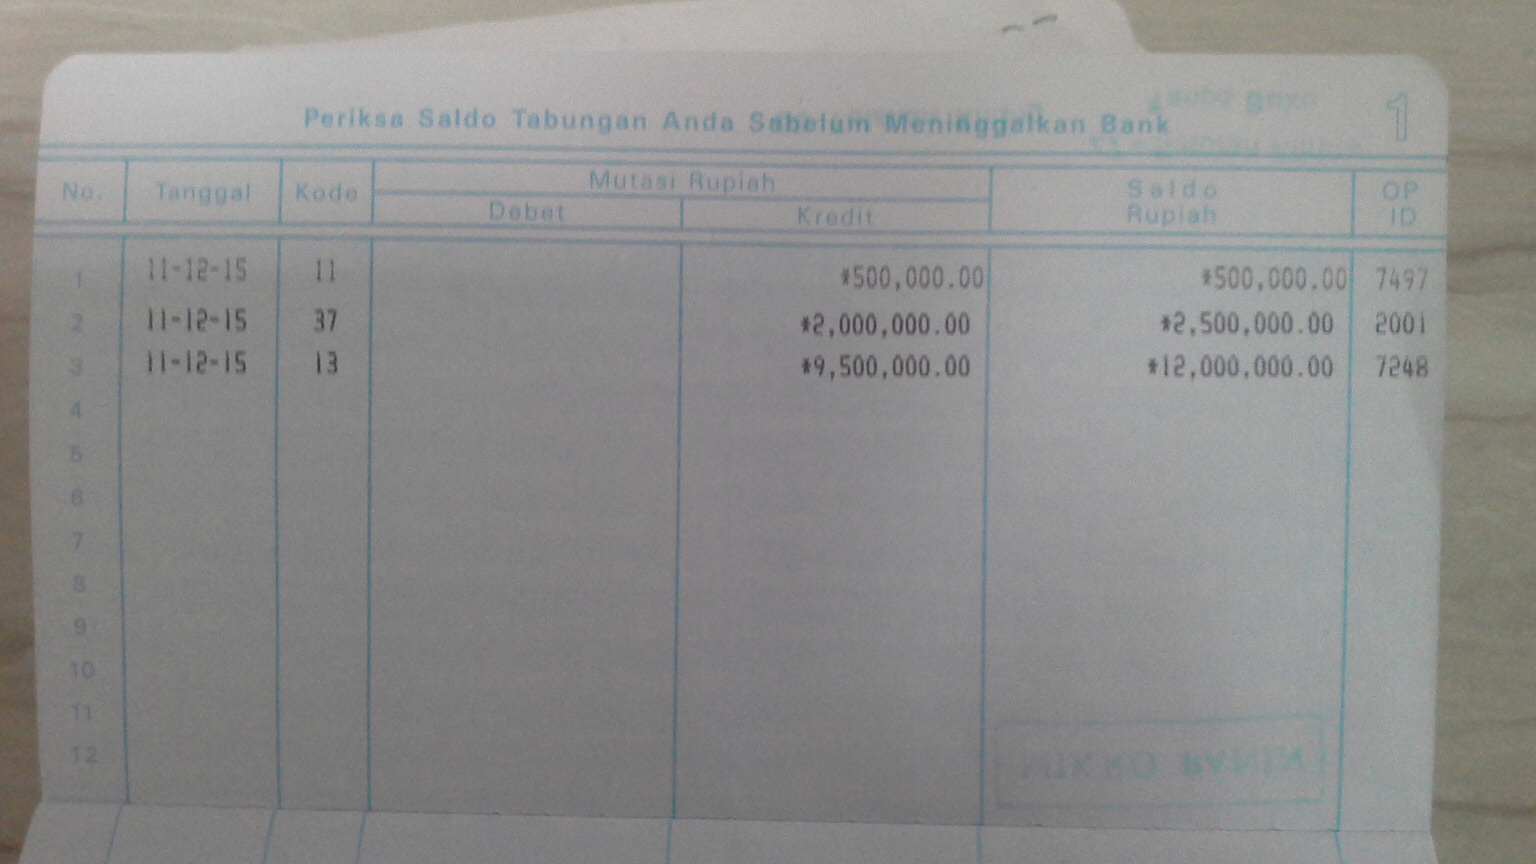 1
Periksa Saldo Tabungan Anda Sebelum Meninggalkan Bank
No. Tanggal Kode Mutasi Rupiah Saldo Rupiah OP ID
Debet Kredit
1 11-12-15 11 *500,000.00 *500,000.00 7497
2 11-12-15 37 *2,000,000.00 *2,500,000.00 2001
3 11-12-15 13 *9,500,000.00 *12,000,000.00 7248
4
5
6
7
8
9
10
11
12